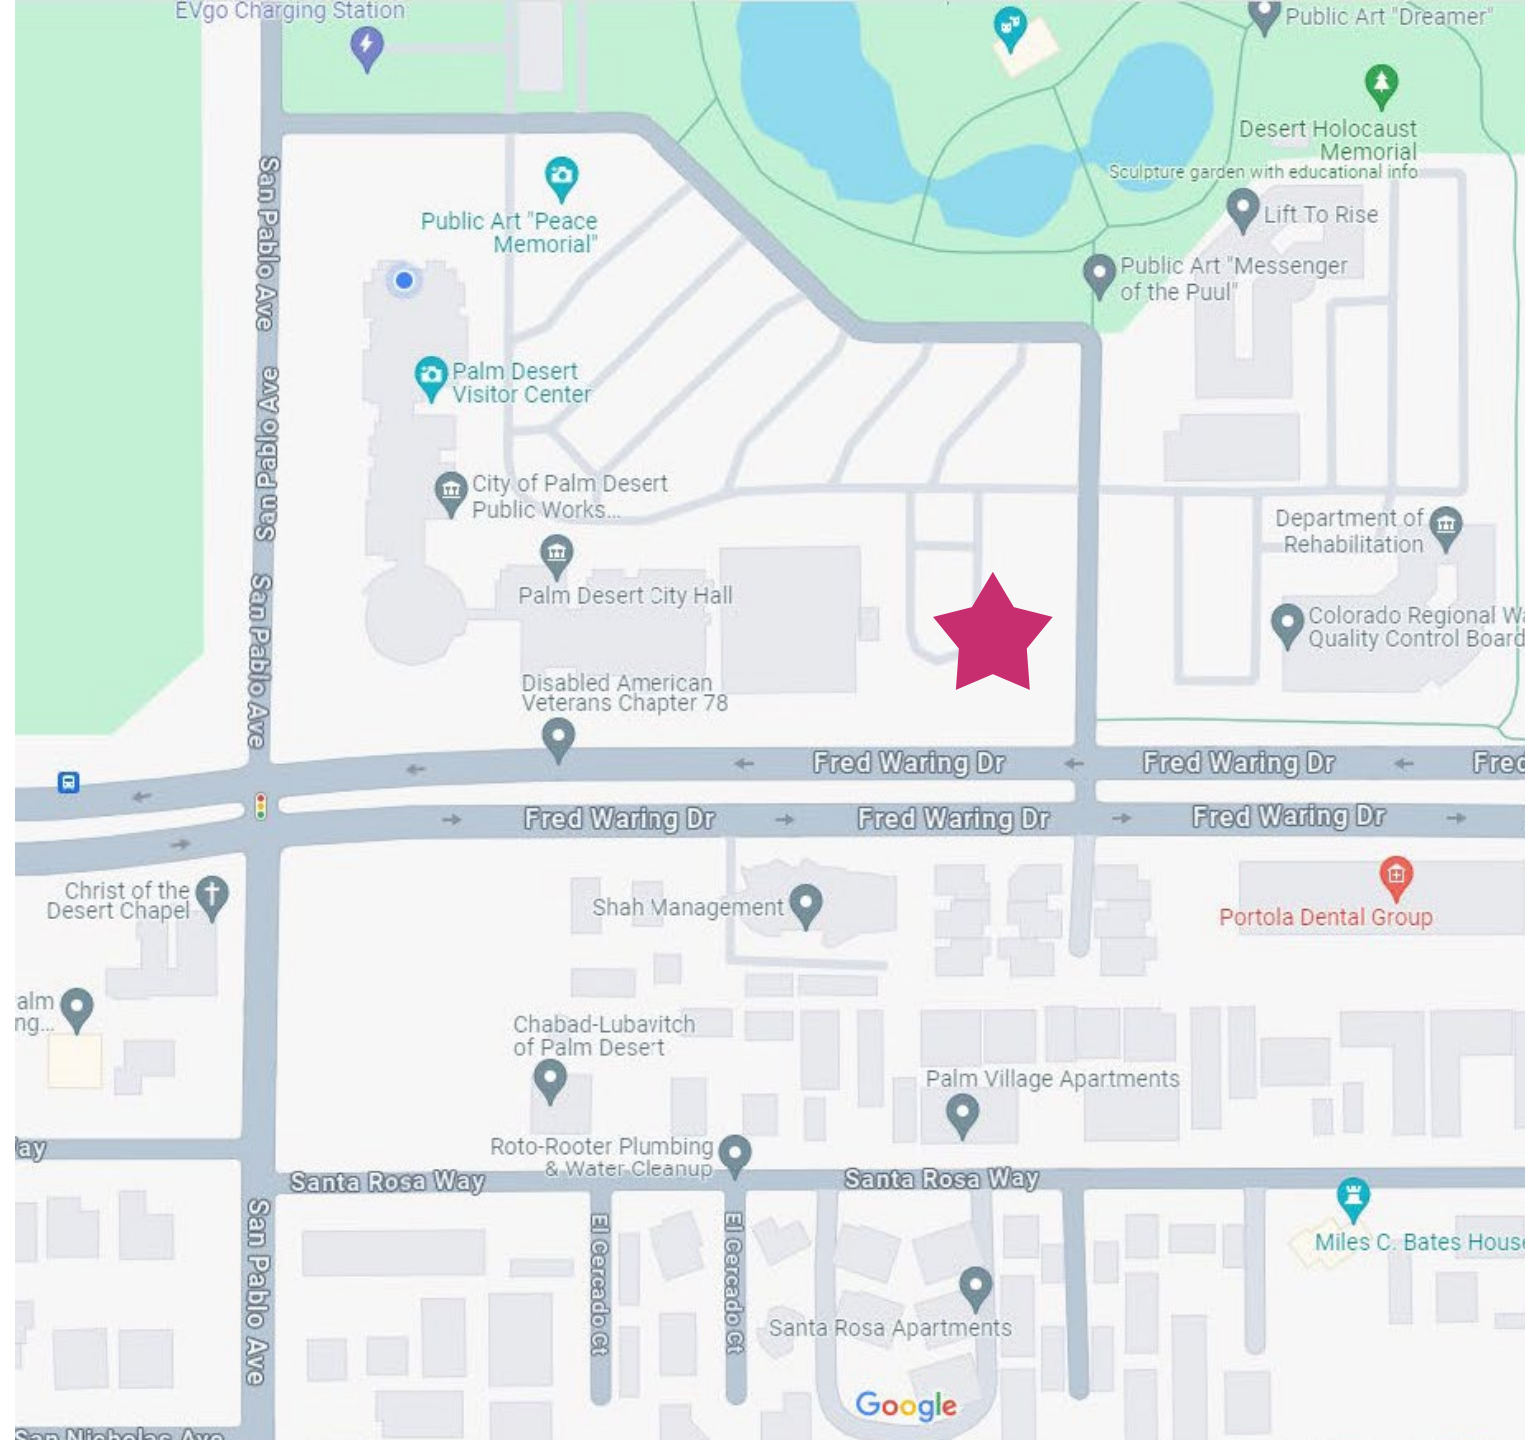 EVgo Charging Station
Public Art "Dreamer"
Desert Holocaust
Memorial
Sculpture garden with educational info
San Pablo Ave
Public Art "Peace
Memorial"
Lift To Rise
Public Art "Messenger
of the Puul"
Palm Desert
Visitor Center
San Pablo Ave
City of Palm Desert
Public Works...
Department of
Rehabilitation
Palm Desert City Hall
Colorado Regional
Quality Control Board
San Pablo Ave
Disabled American
Veterans Chapter 78
Fred Waring Dr
Fred Waring Dr
Fred
Fred Waring Dr
Fred Waring Dr
Fred Waring Dr
Christ of the
Desert Chapel
Shah Management
Portola Dental Group
alm
ng...
Chabad-Lubavitch
of Palm Desert
Palm Village Apartments
Roto-Rooter Plumbing
& Water Cleanup
ay
Santa Rosa Way
Santa Rosa Way
San Pablo Ave
El Cercado Ct
El Cercado Ct
Miles C. Bates House
Santa Rosa Apartments
Google
San Nicholas Ave